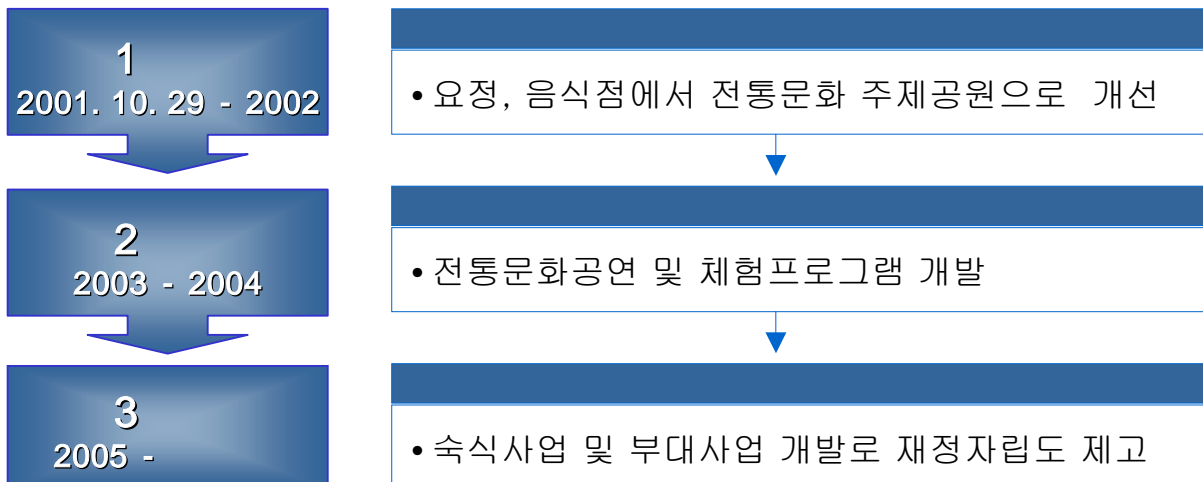 1
2001. 10. 29 - 2002
• 요정, 음식점에서 전통문화 주제공원으로 개선
2
2003 - 2004
• 전통문화공연 및 체험프로그램 개발
3
2005 -
• 숙식사업 및 부대사업 개발로 재정자립도 제고